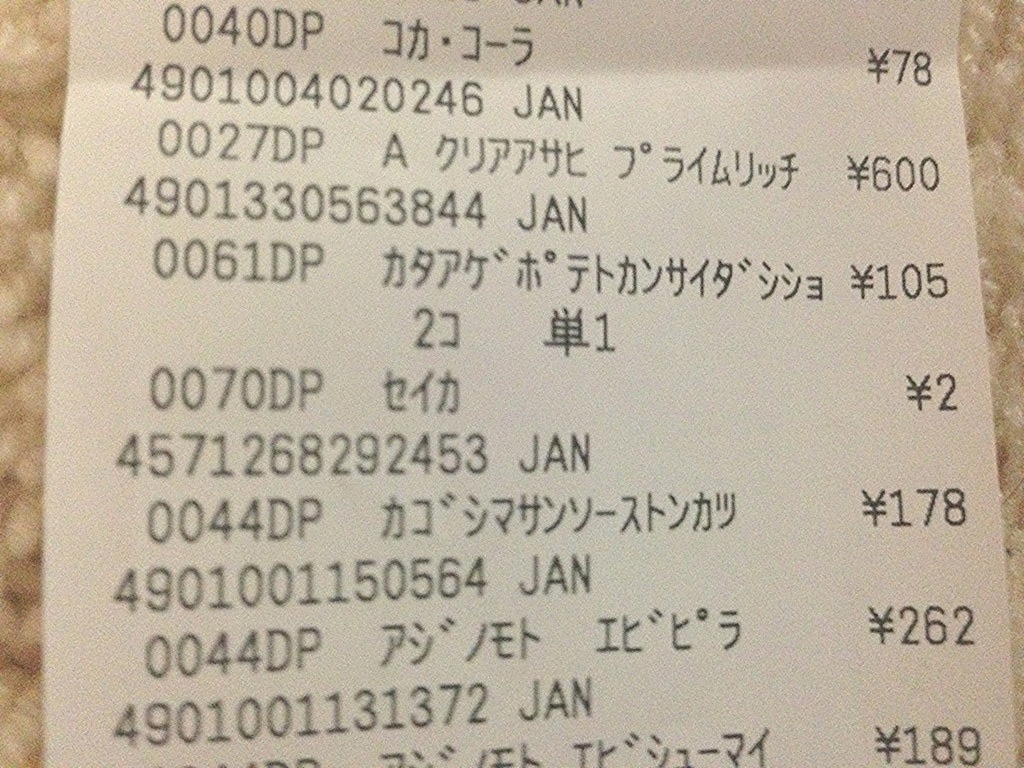 0040DP コカ・コーラ ¥78
4901004020246 JAN
0027DP A クリアアサヒ プライムリッチ ¥600
4901330563844 JAN
0061DP カタアゲポテトカンサイダシショ ¥105
2コ 単1
0070DP セイカ ¥2
4571268292453 JAN
0044DP カゴシマサンソーストンカツ ¥178
4901001150564 JAN
0044DP アジノモト エビピラ ¥262
4901001131372 JAN
アジノモト エビシューマイ ¥189